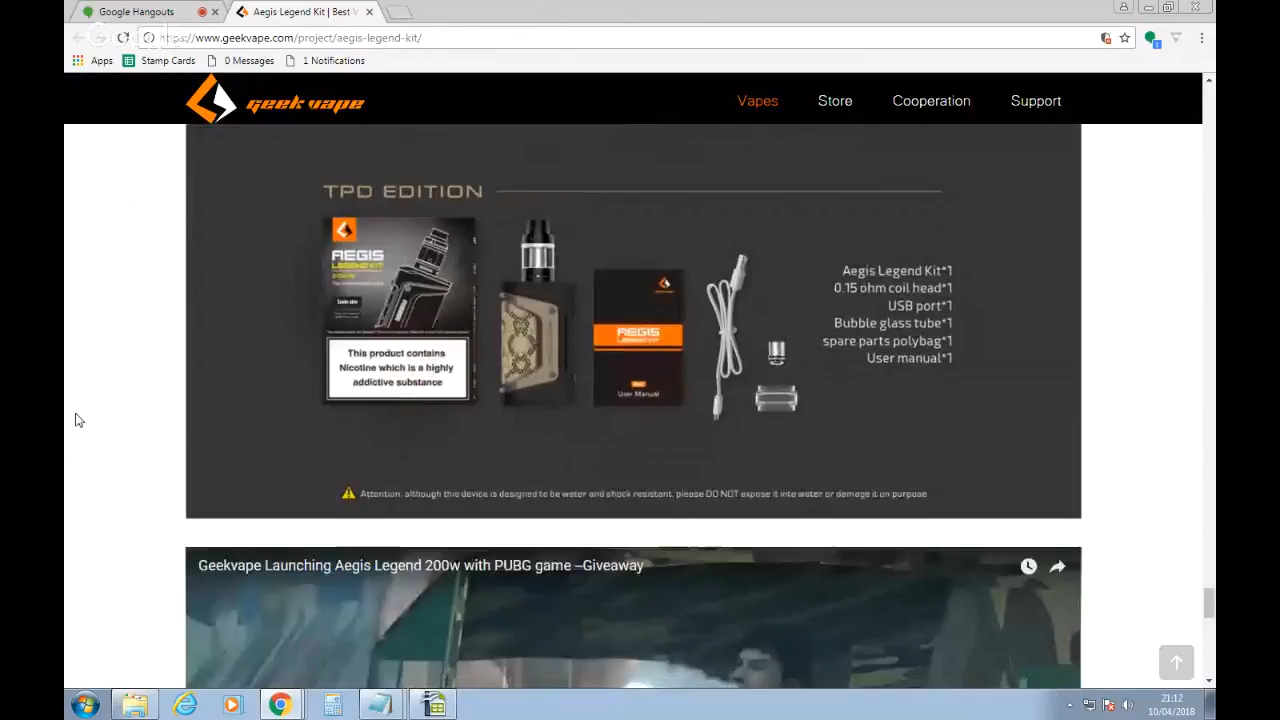 Google Hangouts
Aegis Legend Kit | Best V
https://www.geekvape.com/project/aegis-legend-kit/
Apps
Stamp Cards
0 Messages
1 Notifications
1
geek vape
Vapes
Store
Cooperation
Support
TPD EDITION
AEGIS
LEGEND KIT
This product contains
Nicotine which is a highly
addictive substance
AEGIS
User Manual
Aegis Legend Kit*1
0.15 ohm coil head*1
USB port*1
Bubble glass tube*1
spare parts polybag*1
User manual*1
Attention: although this device is designed to be water and shock resistant, please DO NOT expose it into water or damage it on purpose
Geekvape Launching Aegis Legend 200w with PUBG game –Giveaway
21:12
10/04/2018